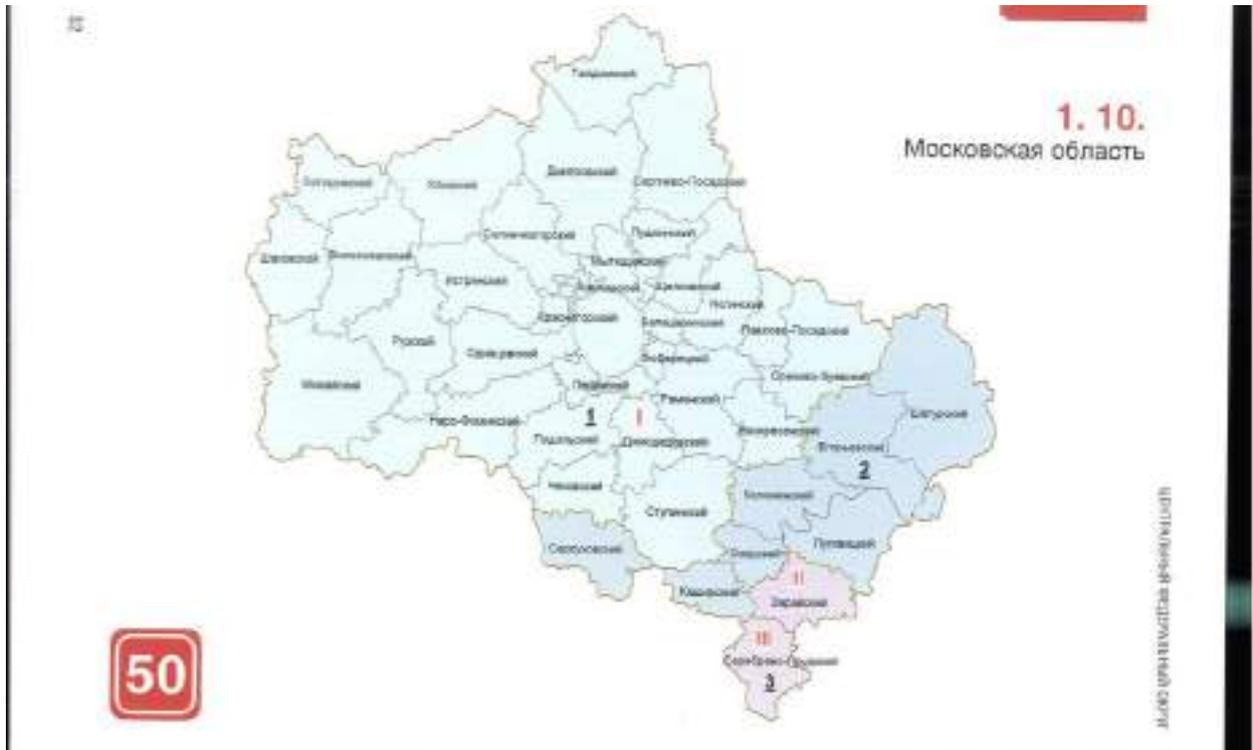 1. 10.
Московская область
Талдомский
Дмитровский
Сергиево-Посадский
Лотошинский
Клинский
Солнечногорский
Пушкинский
Шаховской
Волоколамский
Истринский
Мытищинский
Щелковский
Ногинский
Красногорский
Балашихинский
Павлово-Посадский
Рузский
Одинцовский
Люберецкий
Орехово-Зуевский
Можайский
Ленинский
Раменский
Шатурский
Наро-Фоминский
1
I
Воскресенский
Подольский
Домодедовский
Егорьевский
2
Чеховский
Коломенский
Ступинский
Серпуховский
Озерский
Луховицкий
II
Каширский
Зарайский
III
Серебряно-Прудский
3
50
ЦЕНТРАЛЬНЫЙ ФЕДЕРАЛЬНЫЙ ОКРУГ